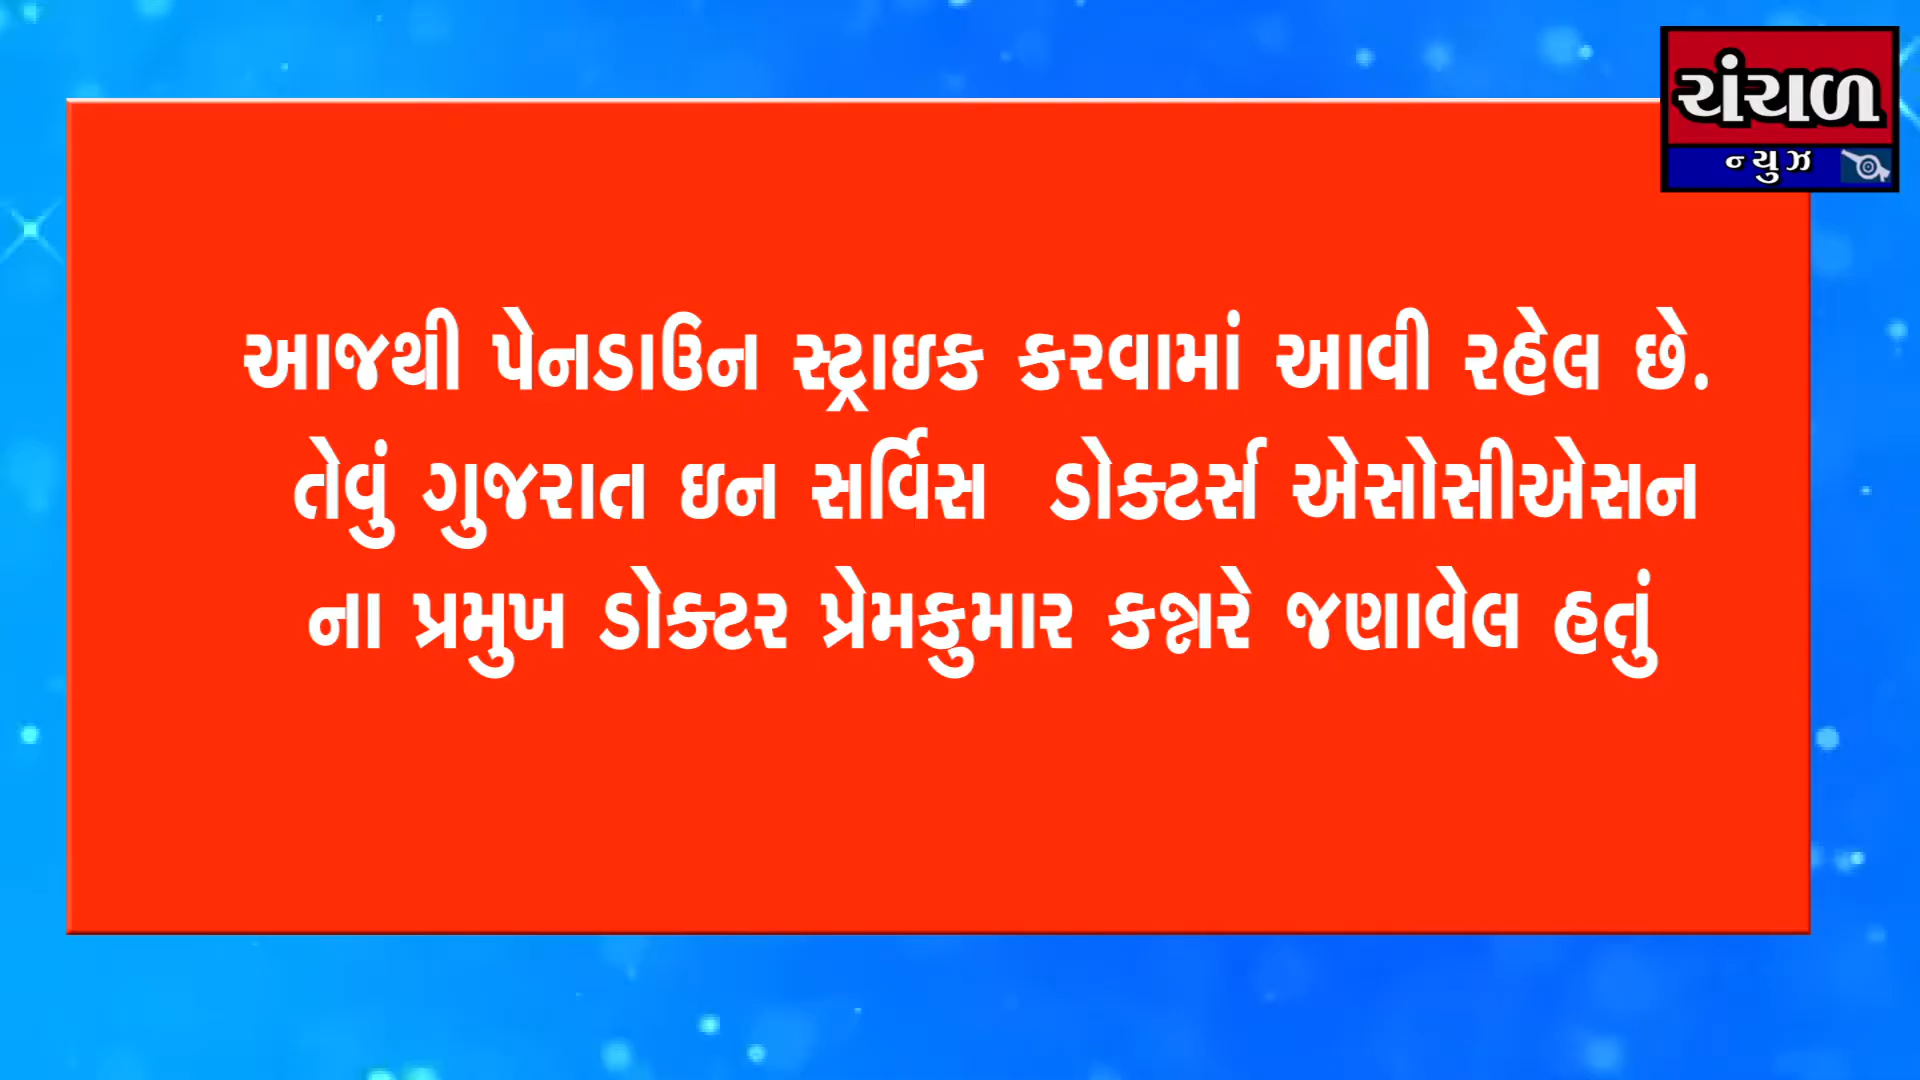 ચંચળ
ન્યુઝ
આજથી પેનડાઉન સ્ટ્રાઇક કરવામાં આવી રહેલ છે.
તેવું ગુજરાત ઇન સર્વિસ ડોક્ટર્સ એસોસીએસન
ના પ્રમુખ ડોક્ટર પ્રેમકુમાર કન્નરે જણાવેલ હતું